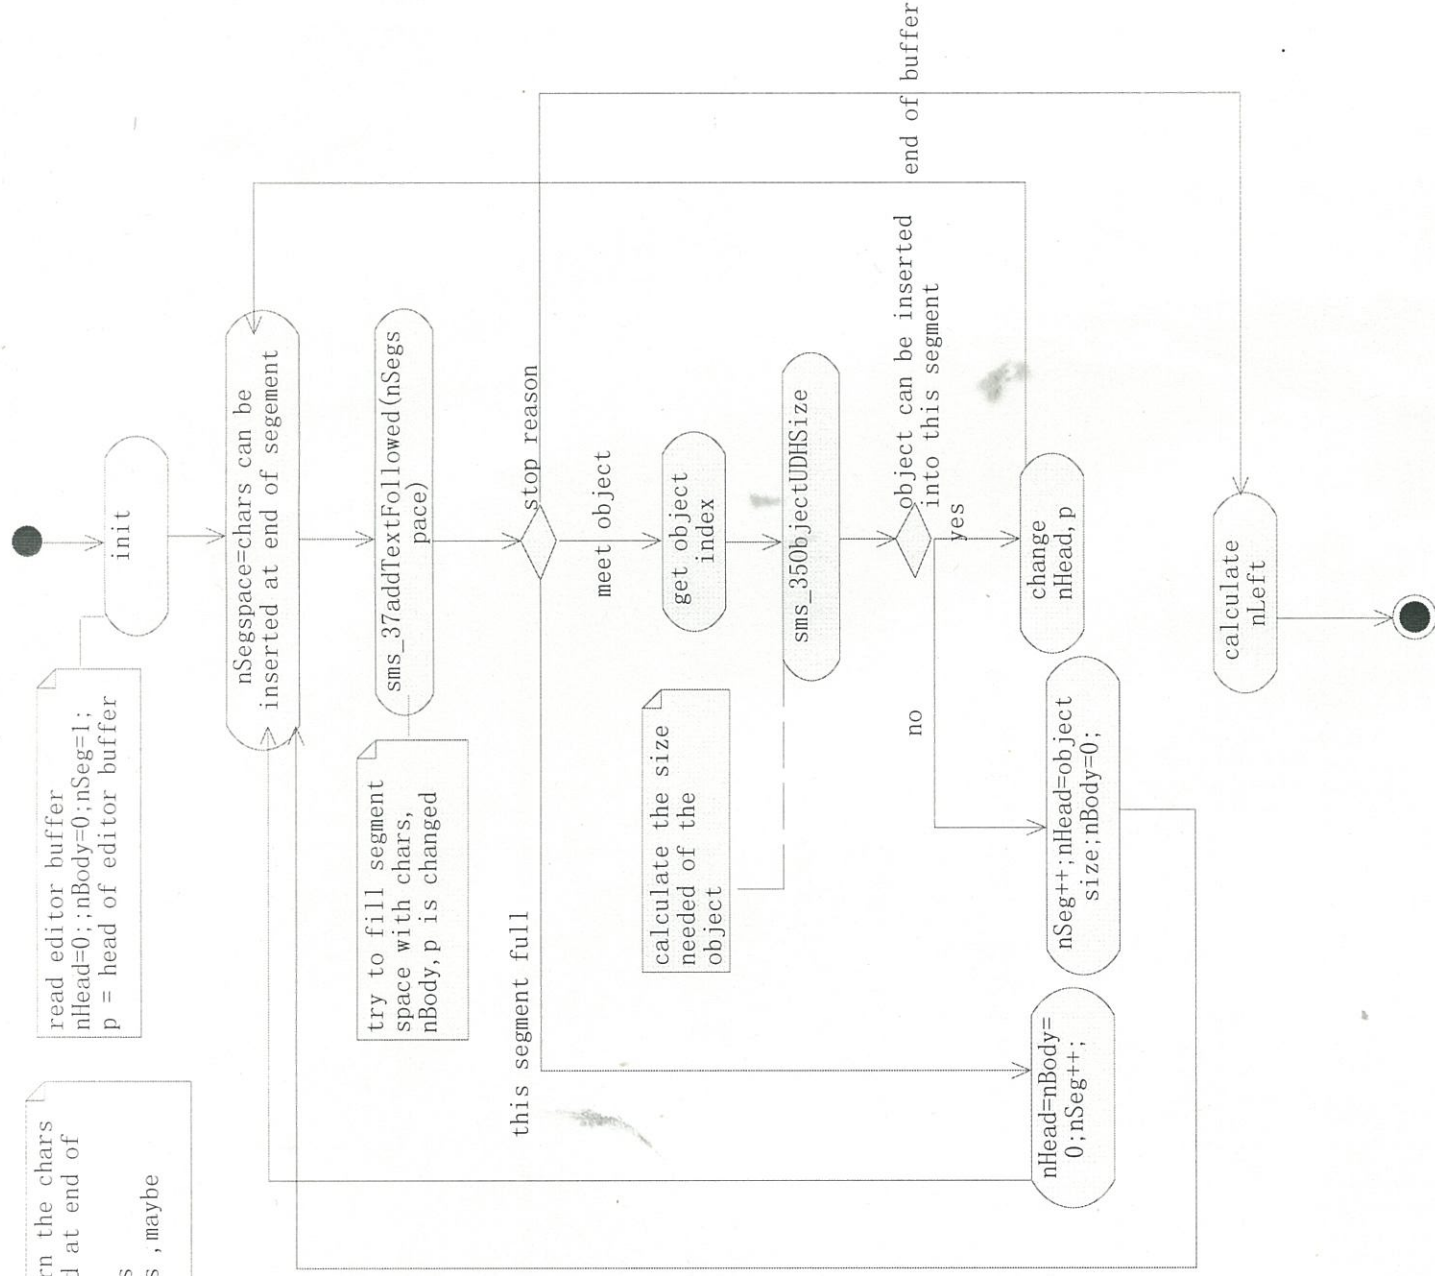 read editor buffer
nHead=0;;nBody=0;nSeg=1;
p = head of editor buffer
init
rn the chars
d at end of
s
s ,maybe
nSegspace=chars can be
inserted at end of segement
try to fill segment
space with chars,
nBody,p is changed
sms_37addTextFollowed(nSegs
pace)
this segment full
stop reason
end of buffer
meet object
get object
index
calculate the size
needed of the
object
sms_35ObjectUDHSize
object can be inserted
into this segment
no
yes
change
nHead,p
nSeg++;nHead=object
size;nBody=0;
nHead=nBody=
0;nSeg++;
calculate
nLeft